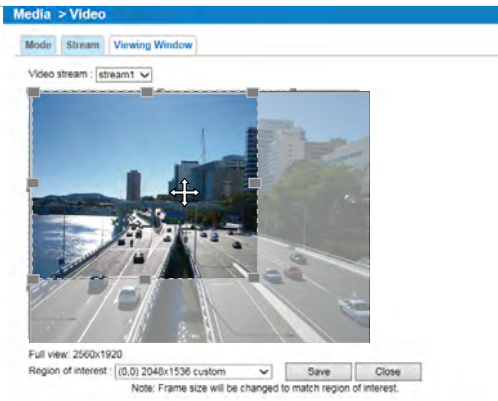 Media > Video
Mode Stream Viewing Window
Video stream : stream1
Full view: 2560x1920
Region of interest : (0,0) 2048x1536 custom Save Close
Note: Frame size will be changed to match region of interest.